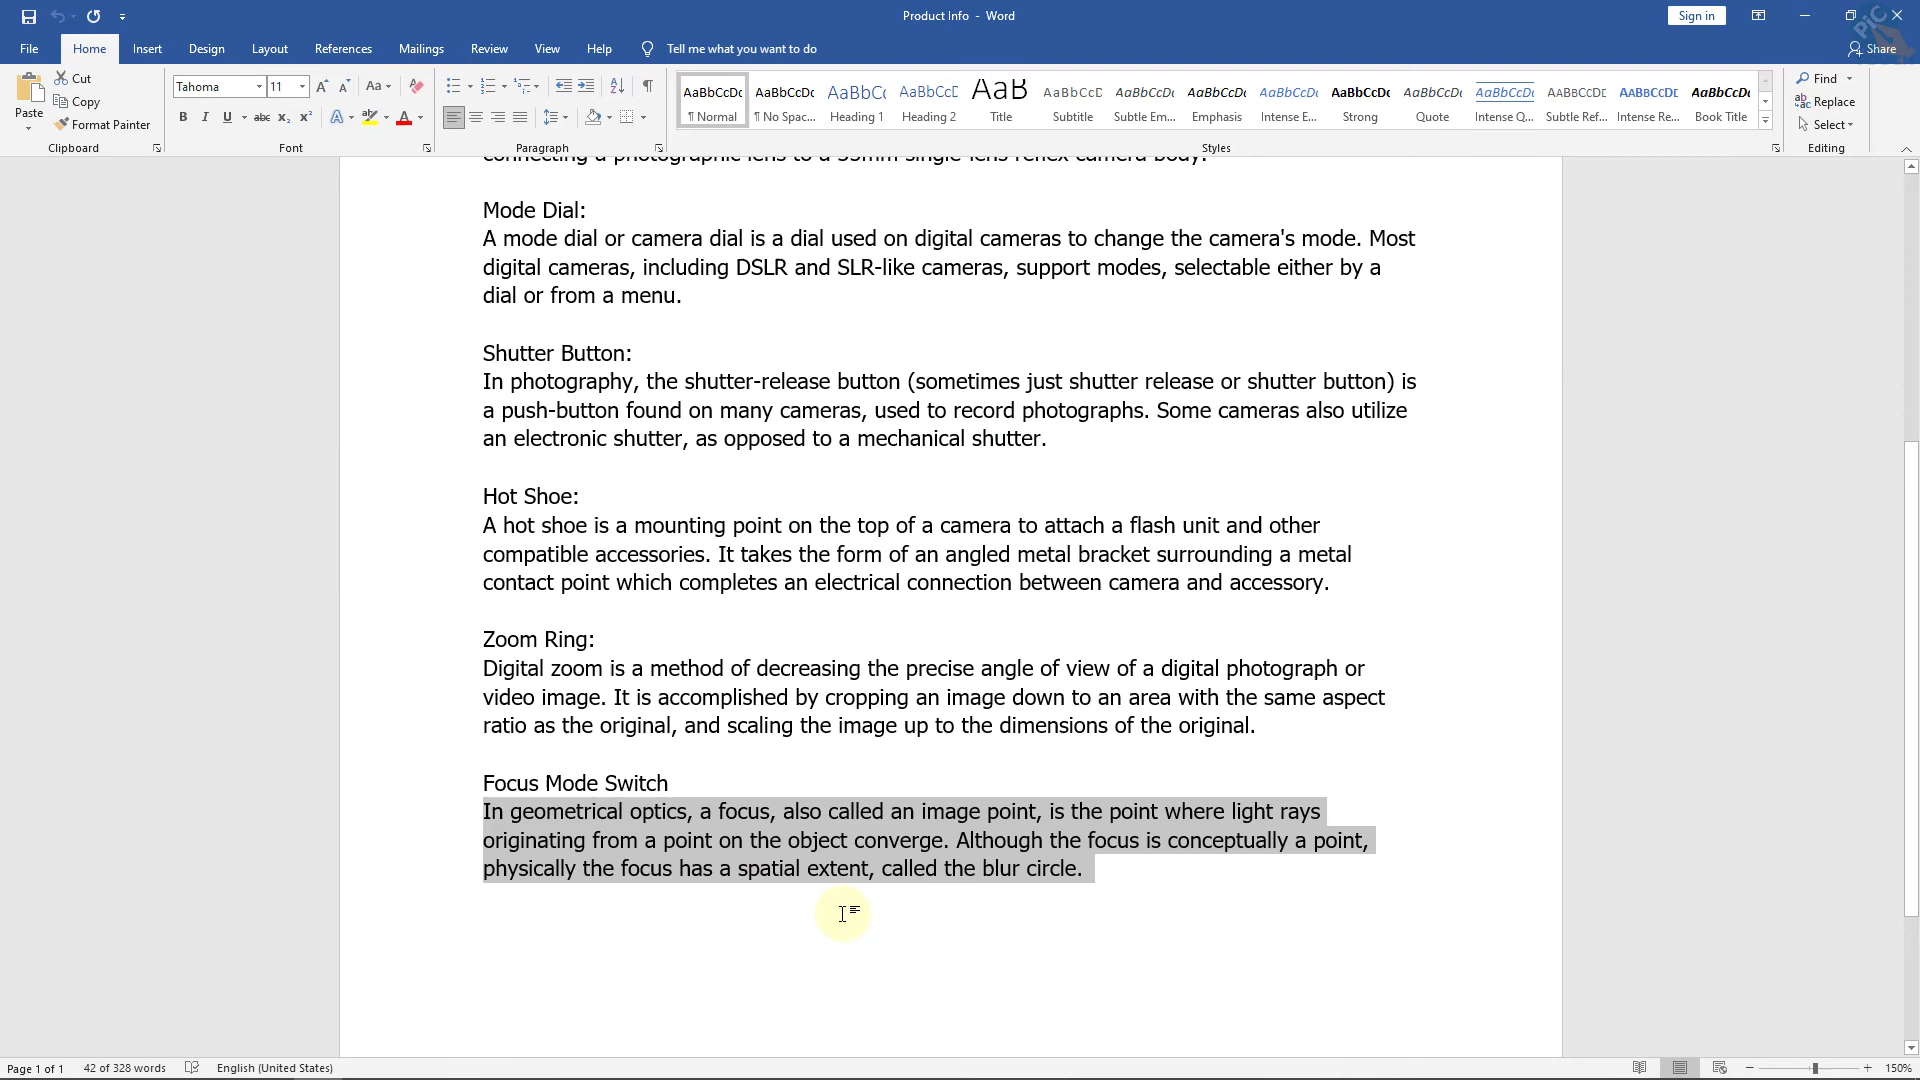 Product Info - Word
Sign in
File Home Insert Design Layout References Mailings Review View Help Tell me what you want to do
Share
Paste
Cut
Copy
Format Painter
Clipboard
Tahoma 11
Aa
B I U abc x₂ x² A A
Font
Paragraph
AaBbCcDc AaBbCcDc AaBbCc AaBbCcD AaB AaBbCcD AaBbCcDc AaBbCcDc AaBbCcDc AaBbCcDc AaBbCcDc AaBbCcDc AABBCCDE AABBCCDE AaBbCcDc
¶ Normal ¶ No Spac... Heading 1 Heading 2 Title Subtitle Subtle Em... Emphasis Intense E... Strong Quote Intense Q... Subtle Ref... Intense Re... Book Title
Styles
Find
Replace
Select
Editing
connecting a photographic lens to a 35mm single-lens reflex camera body.
Mode Dial:
A mode dial or camera dial is a dial used on digital cameras to change the camera's mode. Most
digital cameras, including DSLR and SLR-like cameras, support modes, selectable either by a
dial or from a menu.
Shutter Button:
In photography, the shutter-release button (sometimes just shutter release or shutter button) is
a push-button found on many cameras, used to record photographs. Some cameras also utilize
an electronic shutter, as opposed to a mechanical shutter.
Hot Shoe:
A hot shoe is a mounting point on the top of a camera to attach a flash unit and other
compatible accessories. It takes the form of an angled metal bracket surrounding a metal
contact point which completes an electrical connection between camera and accessory.
Zoom Ring:
Digital zoom is a method of decreasing the precise angle of view of a digital photograph or
video image. It is accomplished by cropping an image down to an area with the same aspect
ratio as the original, and scaling the image up to the dimensions of the original.
Focus Mode Switch
In geometrical optics, a focus, also called an image point, is the point where light rays
originating from a point on the object converge. Although the focus is conceptually a point,
physically the focus has a spatial extent, called the blur circle.
Page 1 of 1 42 of 328 words English (United States) 150%